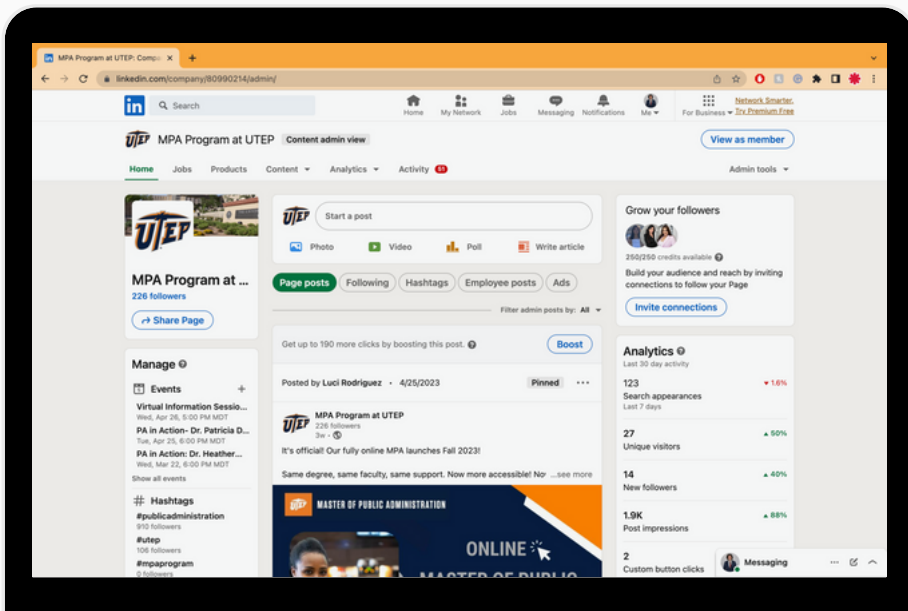 MPA Program at UTEP: Compa
linkedin.com/company/80990214/admin/
in
Search
Home
My Network
Jobs
Messaging
Notifications
Me
For Business
Network Smarter,
Try Premium Free
UTEP
MPA Program at UTEP
Content admin view
View as member
Home
Jobs
Products
Content
Analytics
Activity
51
Admin tools
UTEP
MPA Program at ...
226 followers
Share Page
Manage
Events
Virtual Information Sessio...
Wed, Apr 26, 5:00 PM MDT
PA in Action- Dr. Patricia D...
Tue, Apr 25, 6:00 PM MDT
PA in Action: Dr. Heather...
Wed, Mar 22, 6:00 PM MDT
Show all events
# Hashtags
#publicadministration
910 followers
#utep
106 followers
#mpaprogram
0 followers
UTEP
Start a post
Photo
Video
Poll
Write article
Page posts
Following
Hashtags
Employee posts
Ads
Filter admin posts by: All
Get up to 190 more clicks by boosting this post.
Boost
Posted by Luci Rodriguez • 4/25/2023
Pinned
UTEP
MPA Program at UTEP
226 followers
3w •
It's official! Our fully online MPA launches Fall 2023!
Same degree, same faculty, same support. Now more accessible! No ...see more
UTEP
MASTER OF PUBLIC ADMINISTRATION
ONLINE
MASTER OF PUBLIC
Grow your followers
250/250 credits available
Build your audience and reach by inviting
connections to follow your Page
Invite connections
Analytics
Last 30 day activity
123
1.6%
Search appearances
Last 7 days
27
50%
Unique visitors
14
40%
New followers
1.9K
88%
Post impressions
2
Custom button clicks
Messaging